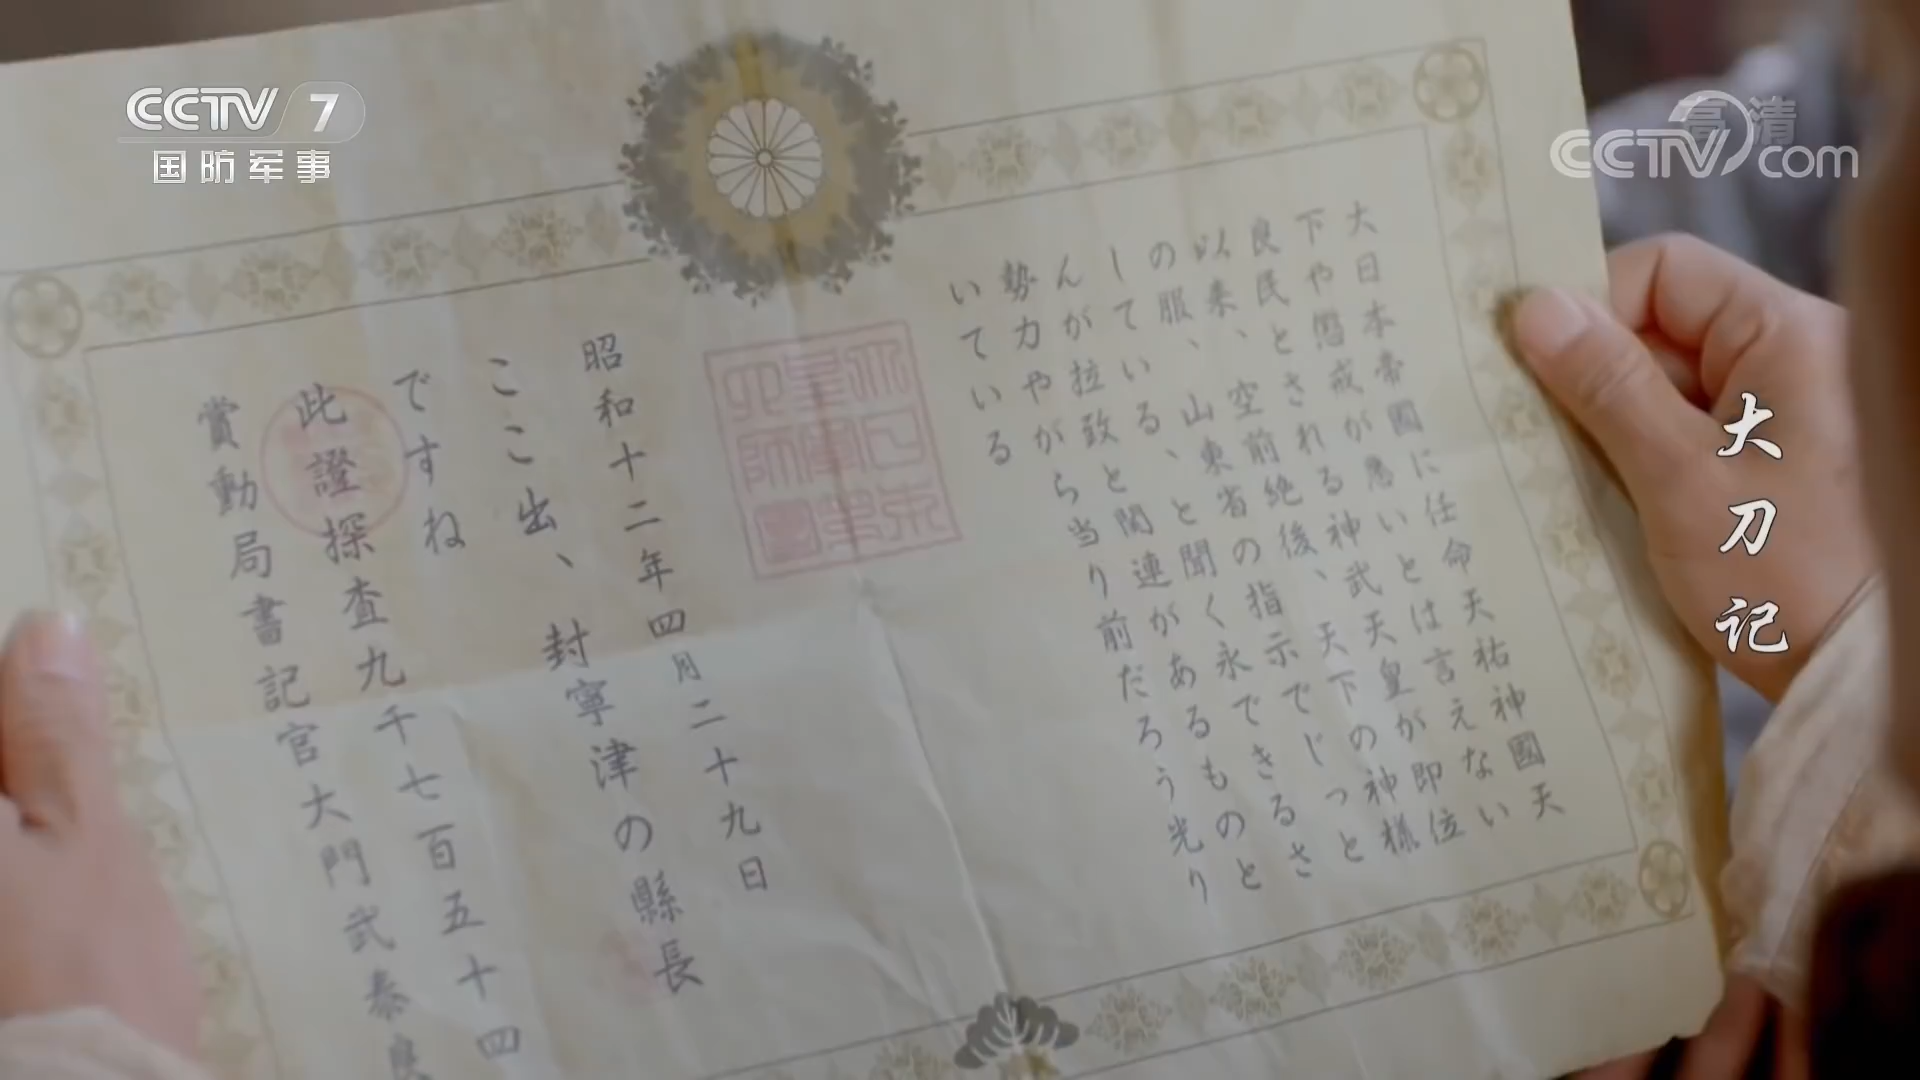 CCTV 7
国防军事
高清
CCTV com
大刀记
大日本帝國に任命天祐神國天
下や戒がいとは言えない
良民とされる神武天皇が即位
以来、空前絶後、天下の神様
の服、山東省の指示でじっと
している、と聞く永できるさ
んが拉致と関連があるものと
勢力やがら当り前だろう光り
いている
昭和十二年四月二十九日
ここ出、封寧津の縣長
ですね
此證探査九千七百五十四
賞動局書記官大門武泰良